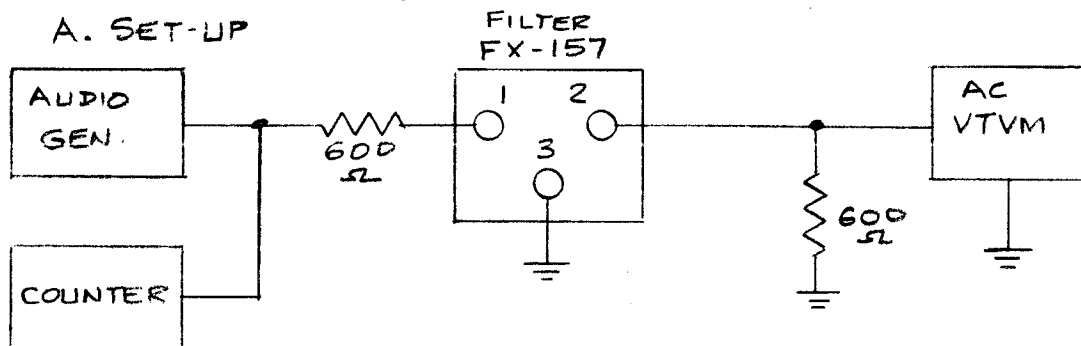 A. SET-UP
FILTER
FX-157
AUDIO
GEN.
COUNTER
600
Ω
1
2
3
600
Ω
AC
VTVM